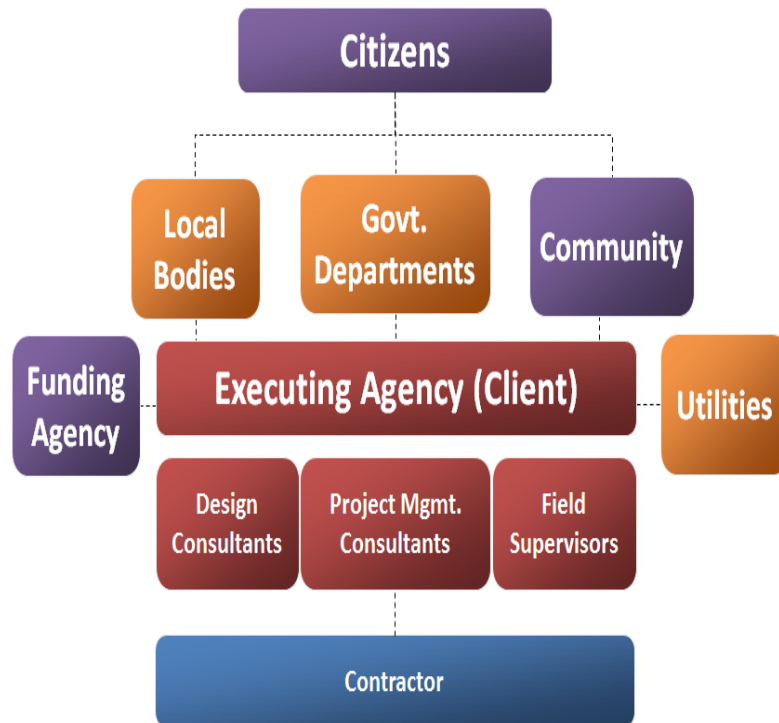 Citizens
Local
Bodies
Govt.
Departments
Community
Funding
Agency
Executing Agency (Client)
Utilities
Design
Consultants
Project Mgmt.
Consultants
Field
Supervisors
Contractor